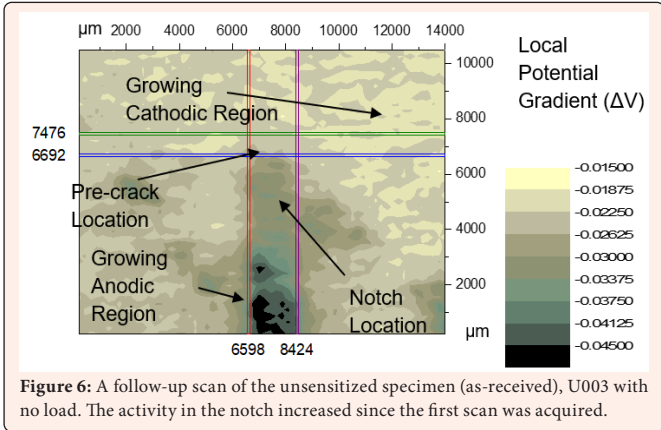 µm 2000 4000 6000 8000 10000 12000 14000
10000
8000
6000
4000
2000
µm
7476
6692
6598 8424
Growing
Cathodic Region
Pre-crack
Location
Growing
Anodic
Region
Notch
Location
Local
Potential
Gradient (ΔV)
-0.01500
-0.01875
-0.02250
-0.02625
-0.03000
-0.03375
-0.03750
-0.04125
-0.04500
Figure 6: A follow-up scan of the unsensitized specimen (as-received), U003 with
no load. The activity in the notch increased since the first scan was acquired.